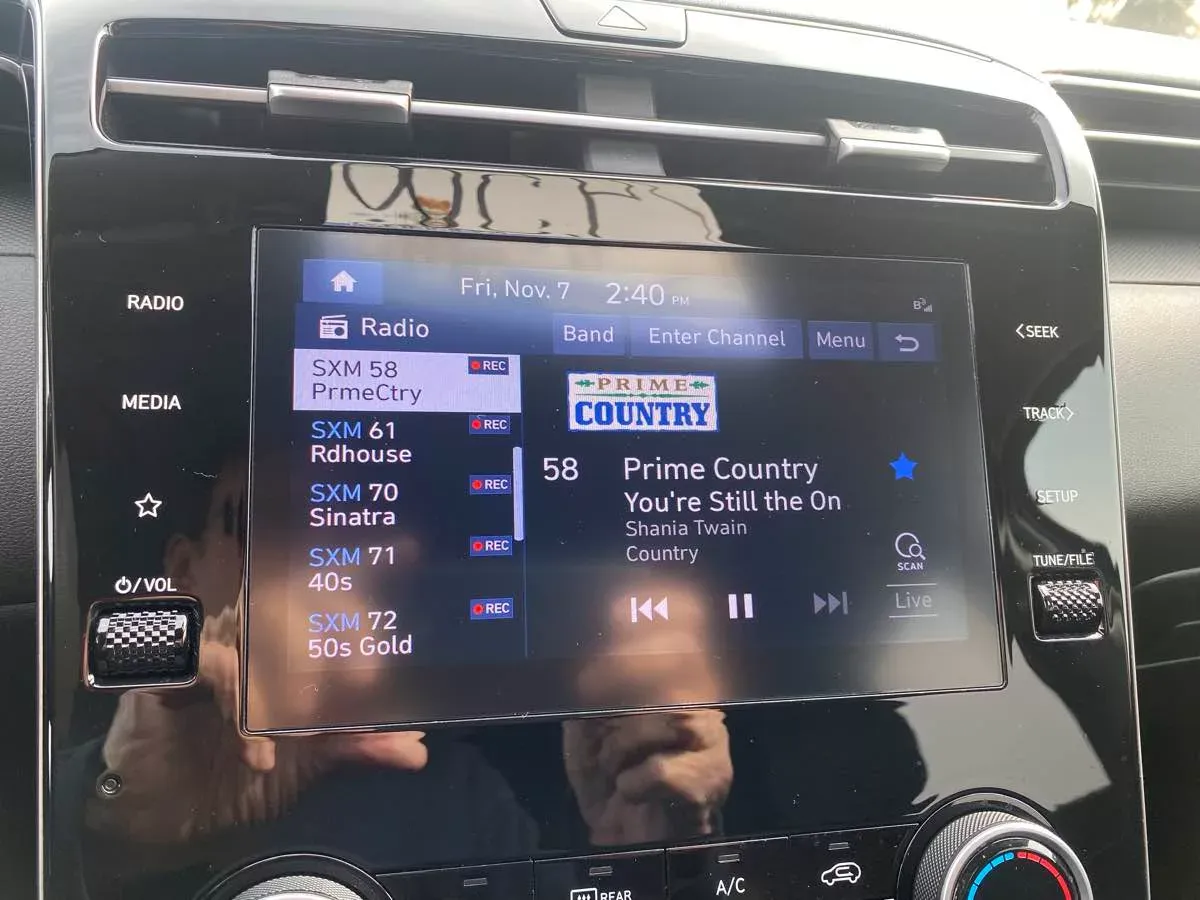 Fri, Nov. 7 2:40 PM
RADIO
MEDIA
⏻/VOL
Radio
Band
Enter Channel
Menu
SXM 58 REC
PrmeCtry
SXM 61 REC
Rdhouse
SXM 70 REC
Sinatra
SXM 71 REC
40s
SXM 72 REC
50s Gold
PRIME
COUNTRY
58 Prime Country
You're Still the On
Shania Twain
Country
SCAN
Live
<SEEK
TRACK>
SETUP
TUNE/FILE
REAR
A/C